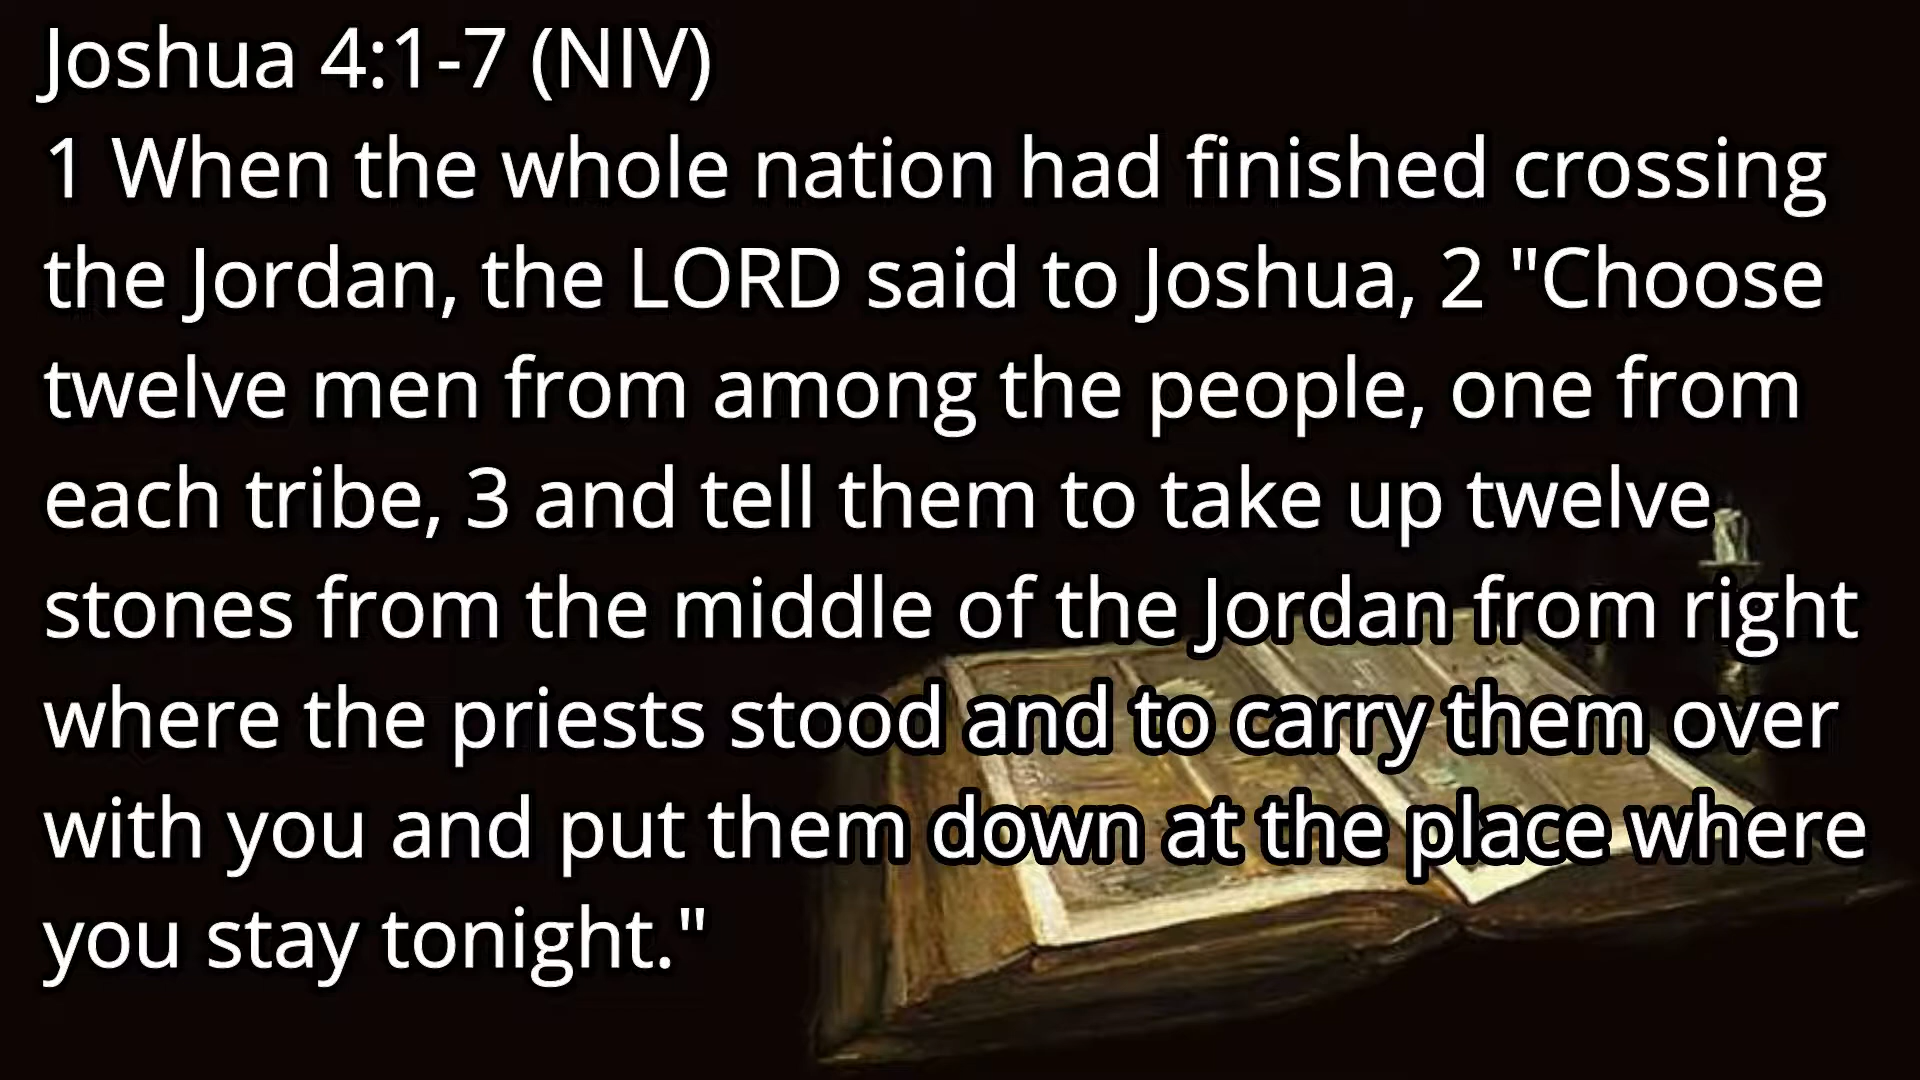 Joshua 4:1-7 (NIV)
1 When the whole nation had finished crossing
the Jordan, the LORD said to Joshua, 2 "Choose
twelve men from among the people, one from
each tribe, 3 and tell them to take up twelve
stones from the middle of the Jordan from right
where the priests stood and to carry them over
with you and put them down at the place where
you stay tonight."